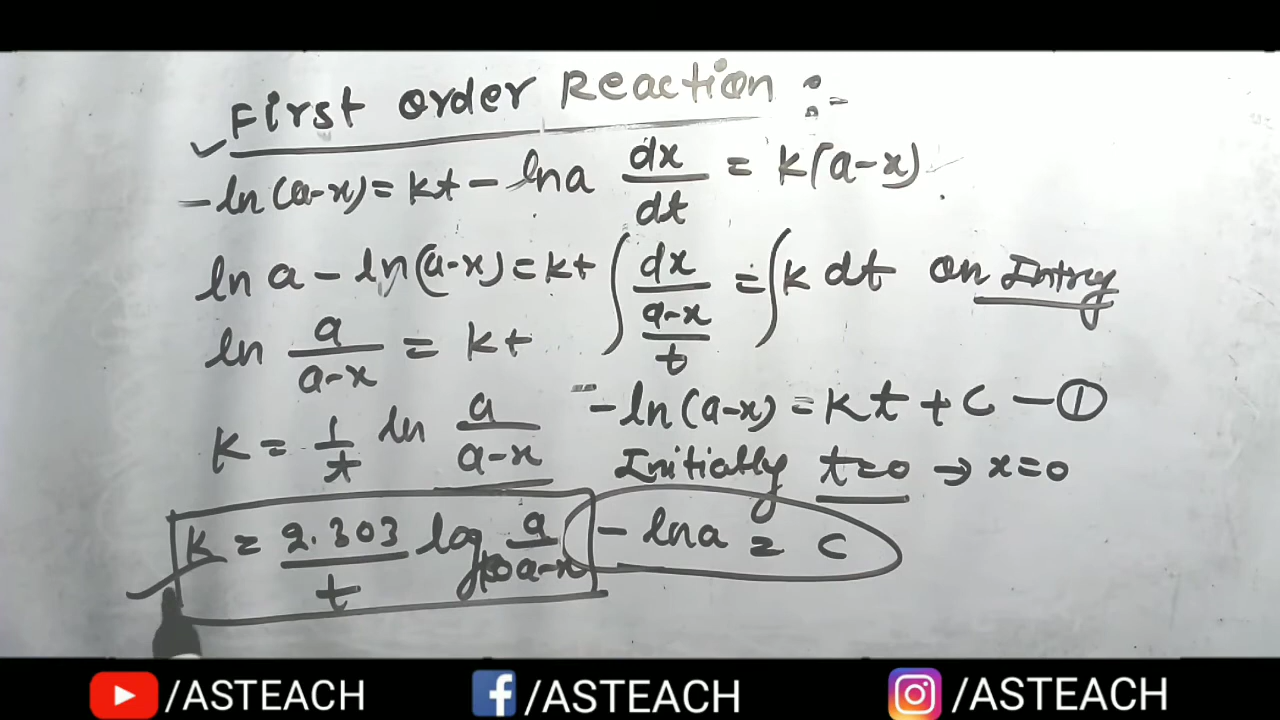 First order Reaction :-
-ln(a-x) = kt - ln a
ln a - ln(a-x) = kt
ln a/(a-x) = kt
K = 1/t ln a/(a-x)
K = 2.303/t log10 a/(a-x)
dx/dt = k(a-x)
∫ dx/(a-x)/t = ∫ k dt on Intrg
-ln(a-x) = kt + C - ①
Initially t=0 → x=0
-ln a = C
/ASTEACH
/ASTEACH
/ASTEACH